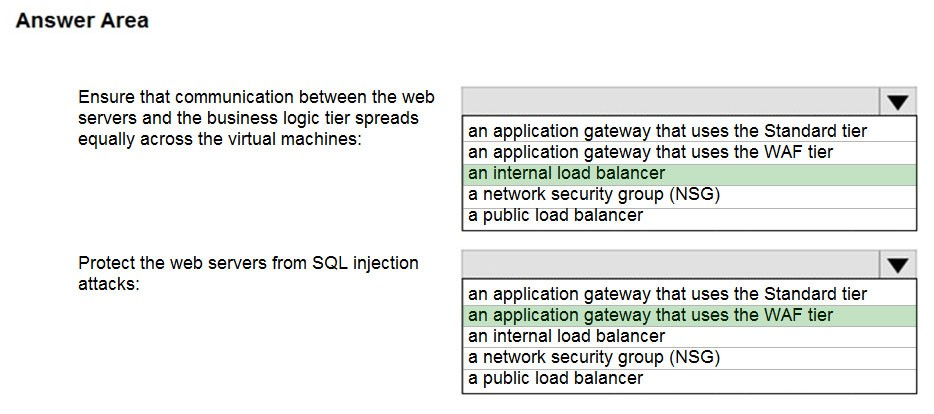 Answer Area
Ensure that communication between the web
servers and the business logic tier spreads
equally across the virtual machines:
an application gateway that uses the Standard tier
an application gateway that uses the WAF tier
an internal load balancer
a network security group (NSG)
a public load balancer
Protect the web servers from SQL injection
attacks:
an application gateway that uses the Standard tier
an application gateway that uses the WAF tier
an internal load balancer
a network security group (NSG)
a public load balancer